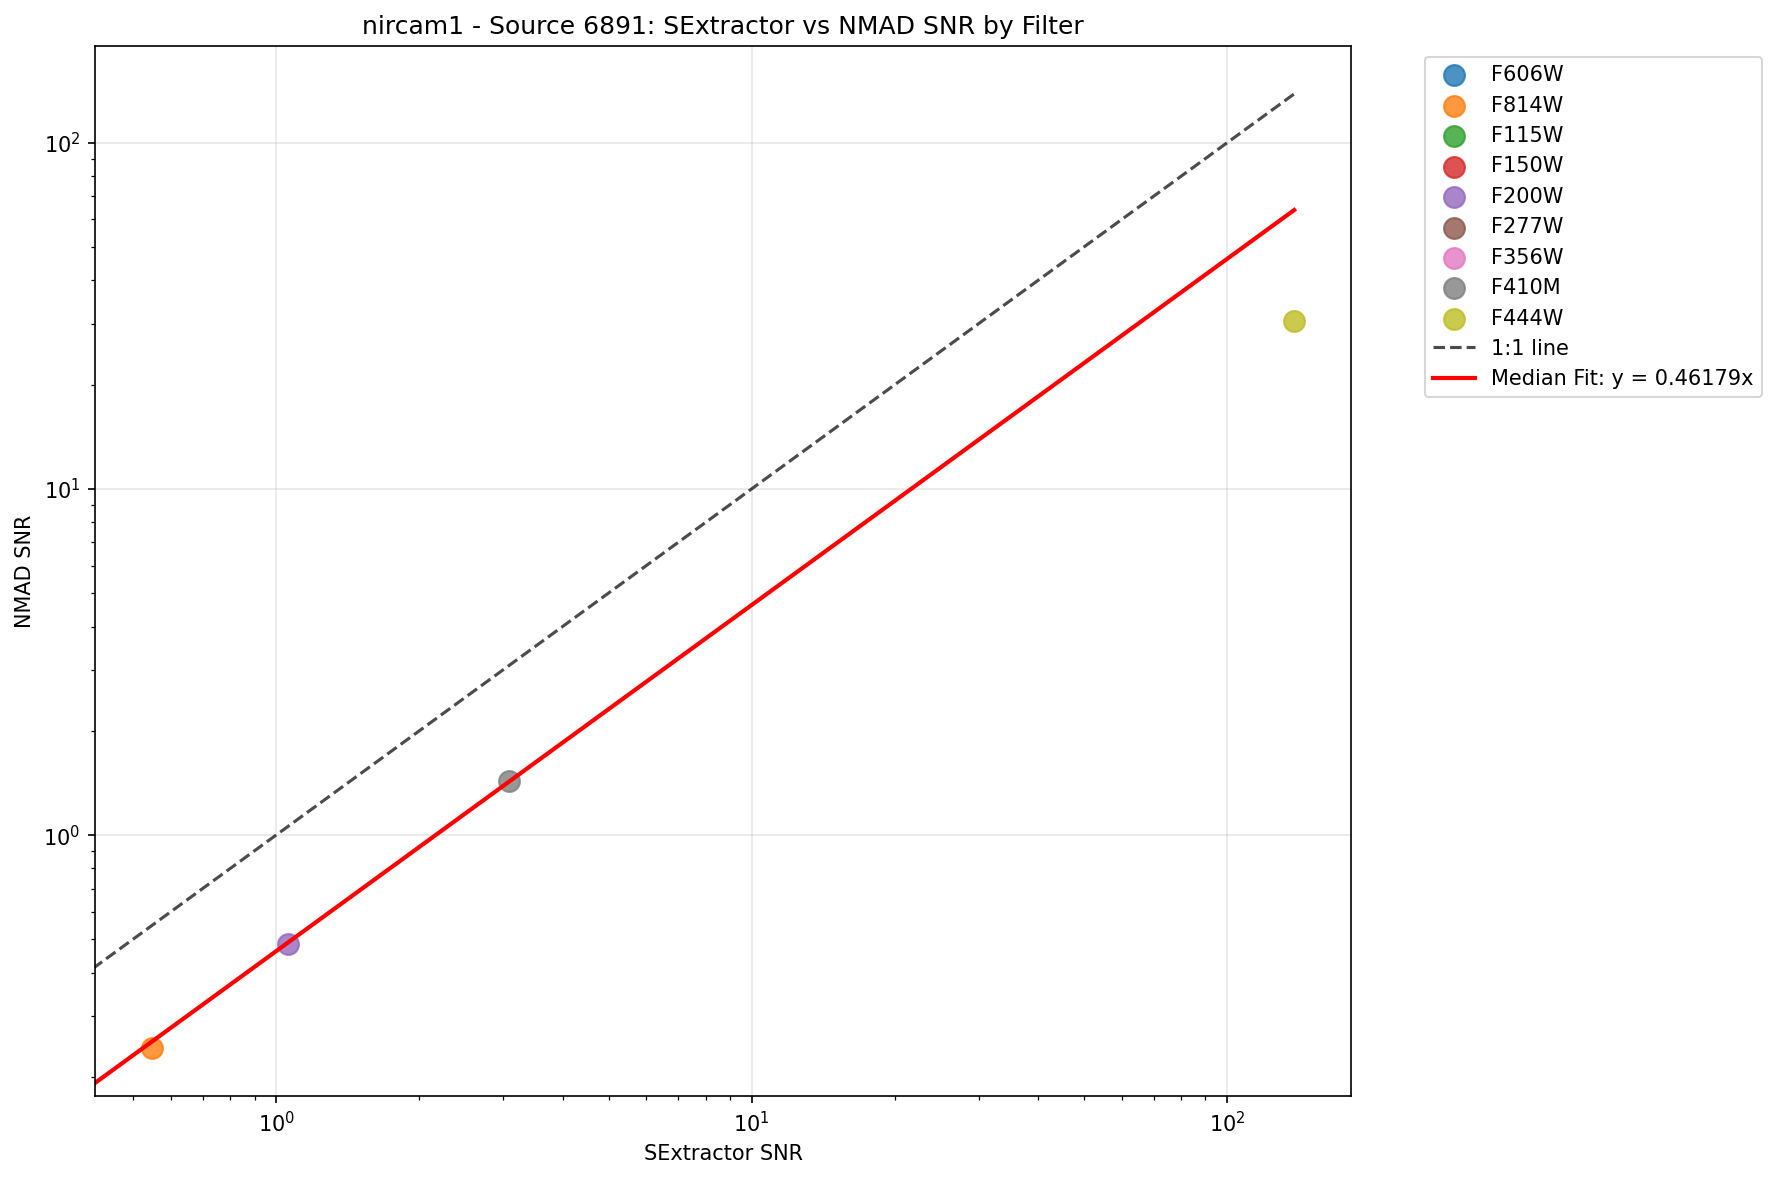 nircam1 - Source 6891: SExtractor vs NMAD SNR by Filter
F606W
F814W
F115W
F150W
F200W
F277W
F356W
F410M
F444W
1:1 line
Median Fit: y = 0.46179x
NMAD SNR
10²
10¹
10⁰
10⁰
10¹
10²
SExtractor SNR